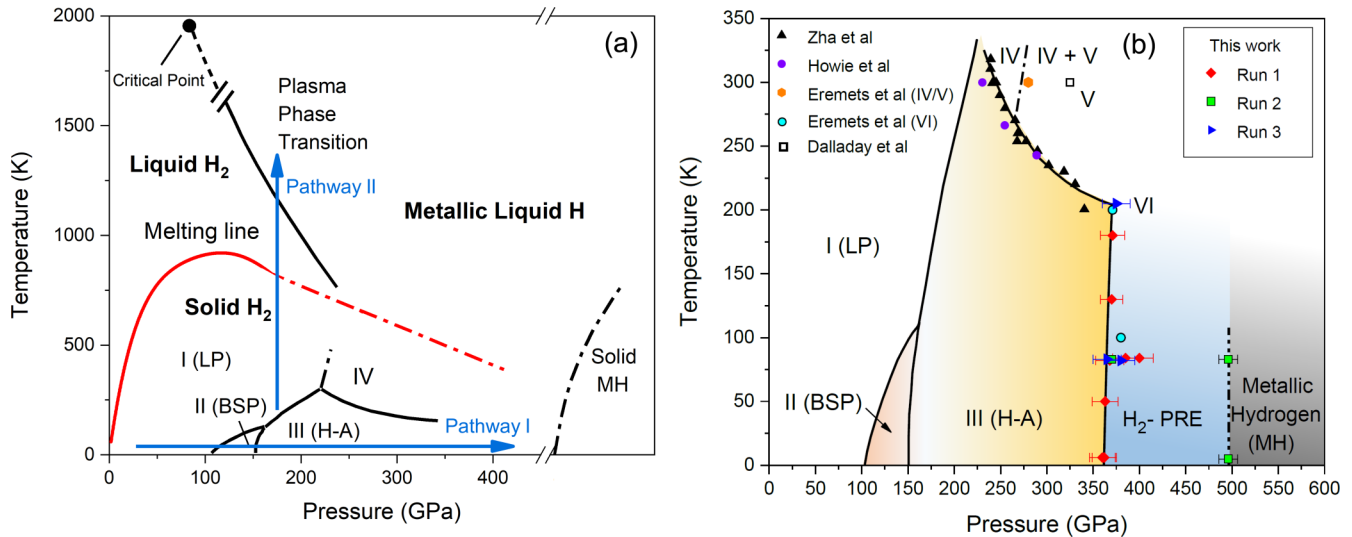 (a)
2000
1500
1000
500
0
Temperature (K)
Critical Point
Plasma
Phase
Transition
Liquid H₂
Pathway II
Metallic Liquid H
Melting line
Solid H₂
I (LP)
IV
II (BSP)
III (H-A)
Pathway I
Solid
MH
0 100 200 300 400
Pressure (GPa)
(b)
350
300
250
200
150
100
50
0
Temperature (K)
Zha et al
Howie et al
Eremets et al (IV/V)
Eremets et al (VI)
Dalladay et al
IV
IV + V
V
This work
Run 1
Run 2
Run 3
VI
I (LP)
II (BSP)
III (H-A)
H₂- PRE
Metallic
Hydrogen
(MH)
0 50 100 150 200 250 300 350 400 450 500 550 600
Pressure (GPa)